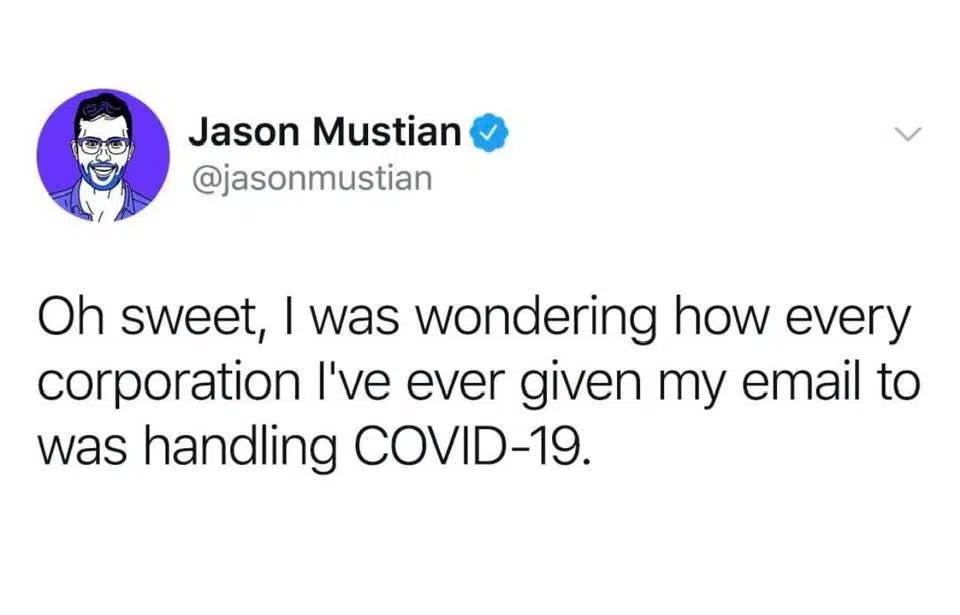 Jason Mustian
@jasonmustian
Oh sweet, I was wondering how every
corporation I've ever given my email to
was handling COVID-19.